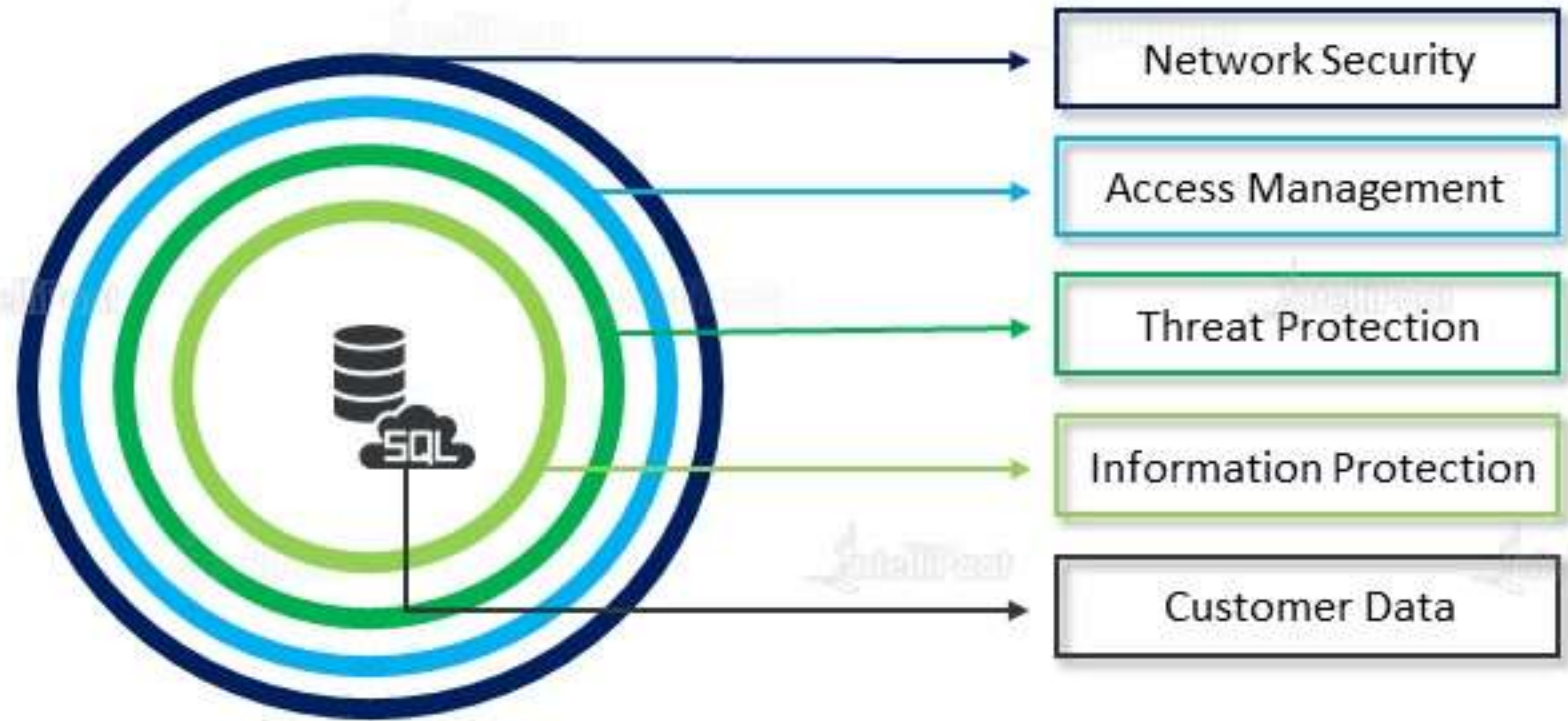 Network Security
Access Management
Threat Protection
SQL
Information Protection
Customer Data